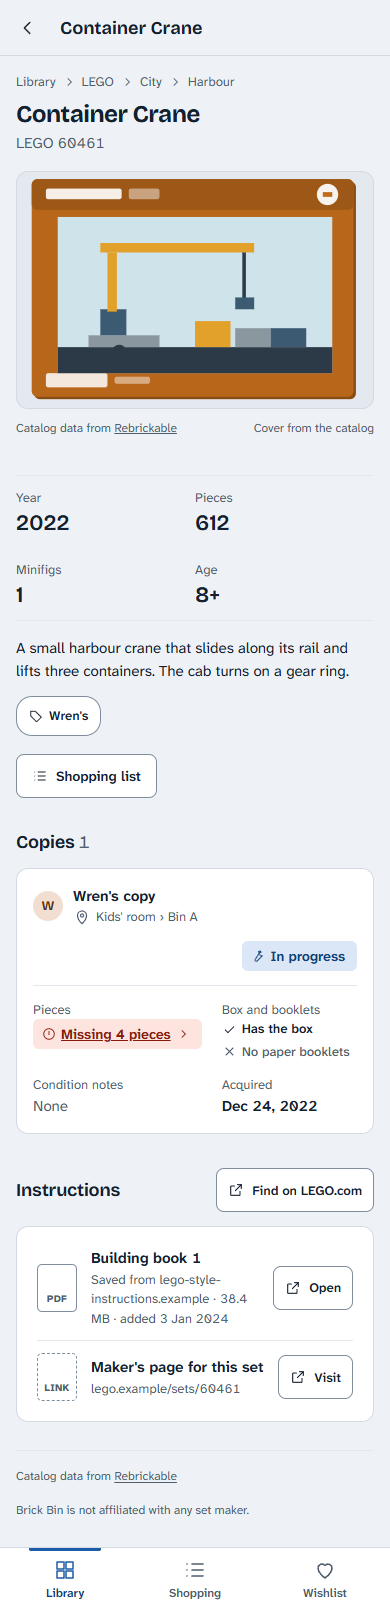 Container Crane
Library > LEGO > City > Harbour
Container Crane
LEGO 60461
Catalog data from Rebrickable
Cover from the catalog
Year
2022
Pieces
612
Minifigs
1
Age
8+
A small harbour crane that slides along its rail and
lifts three containers. The cab turns on a gear ring.
Wren's
Shopping list
Copies 1
W
Wren's copy
Kids' room › Bin A
In progress
Pieces
Missing 4 pieces
Box and booklets
Has the box
No paper booklets
Condition notes
None
Acquired
Dec 24, 2022
Instructions
Find on LEGO.com
PDF
Building book 1
Saved from lego-style-
instructions.example · 38.4
MB · added 3 Jan 2024
Open
LINK
Maker's page for this set
lego.example/sets/60461
Visit
Catalog data from Rebrickable
Brick Bin is not affiliated with any set maker.
Library
Shopping
Wishlist